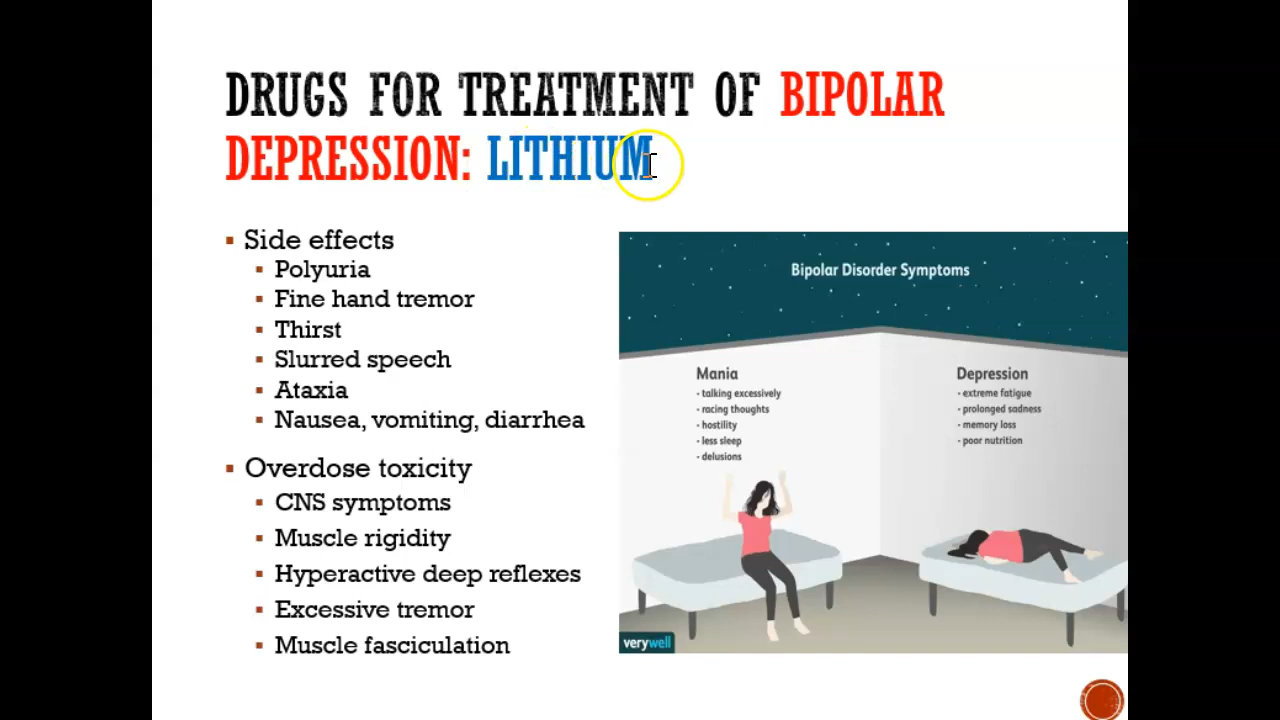 DRUGS FOR TREATMENT OF BIPOLAR
DEPRESSION: LITHIUM
▪ Side effects
▪ Polyuria
▪ Fine hand tremor
▪ Thirst
▪ Slurred speech
▪ Ataxia
▪ Nausea, vomiting, diarrhea
▪ Overdose toxicity
▪ CNS symptoms
▪ Muscle rigidity
▪ Hyperactive deep reflexes
▪ Excessive tremor
▪ Muscle fasciculation
Bipolar Disorder Symptoms
Mania
- talking excessively
- racing thoughts
- hostility
- less sleep
- delusions
Depression
- extreme fatigue
- prolonged sadness
- memory loss
- poor nutrition
verywell